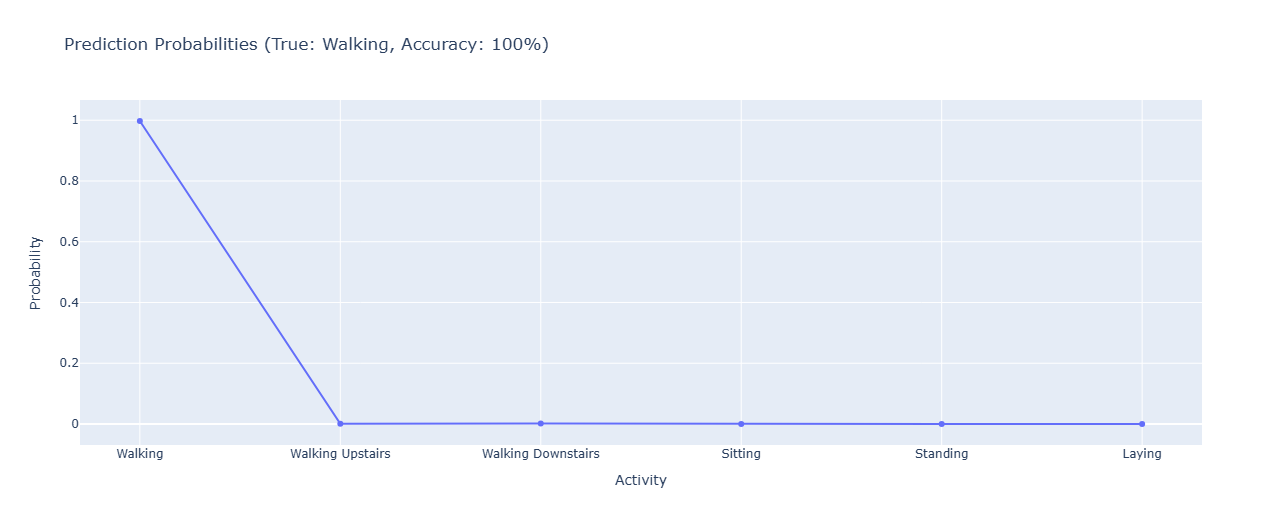 Prediction Probabilities (True: Walking, Accuracy: 100%)
1
0.8
0.6
0.4
0.2
0
Probability
Walking
Walking Upstairs
Walking Downstairs
Sitting
Standing
Laying
Activity